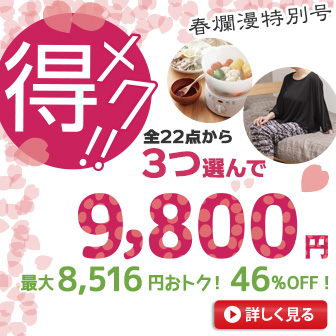 春爛漫特別号
得メク!!
全22点から
3つ選んで
9,800円
最大8,516円おトク! 46%OFF!
詳しく見る